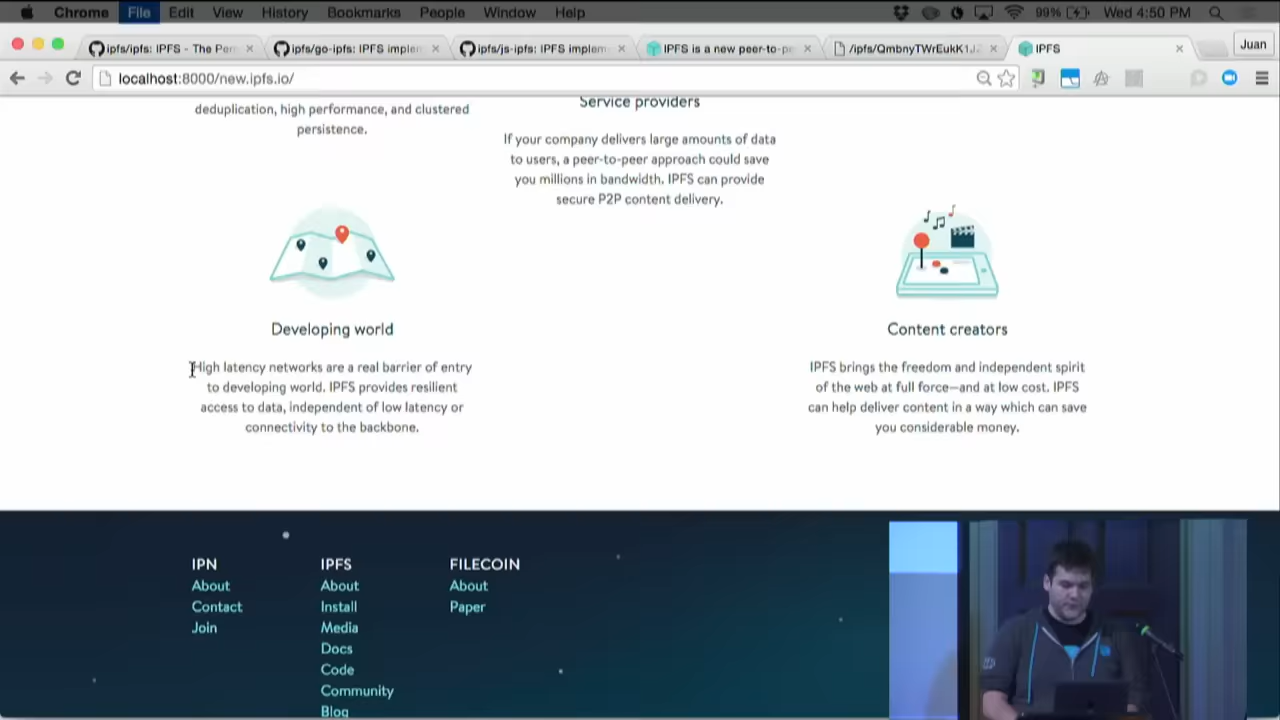 Chrome File Edit View History Bookmarks People Window Help 99% Wed 4:50 PM
ipfs/ipfs: IPFS - The Per
ipfs/go-ipfs: IPFS implem
ipfs/js-ipfs: IPFS implem
IPFS is a new peer-to-pe
/ipfs/QmbnyTWrEukK1J
IPFS
Juan
localhost:8000/new.ipfs.io/
deduplication, high performance, and clustered
persistence.
Service providers
If your company delivers large amounts of data
to users, a peer-to-peer approach could save
you millions in bandwidth. IPFS can provide
secure P2P content delivery.
Developing world
High latency networks are a real barrier of entry
to developing world. IPFS provides resilient
access to data, independent of low latency or
connectivity to the backbone.
Content creators
IPFS brings the freedom and independent spirit
of the web at full force—and at low cost. IPFS
can help deliver content in a way which can save
you considerable money.
IPN
About
Contact
Join
IPFS
About
Install
Media
Docs
Code
Community
Blog
FILECOIN
About
Paper